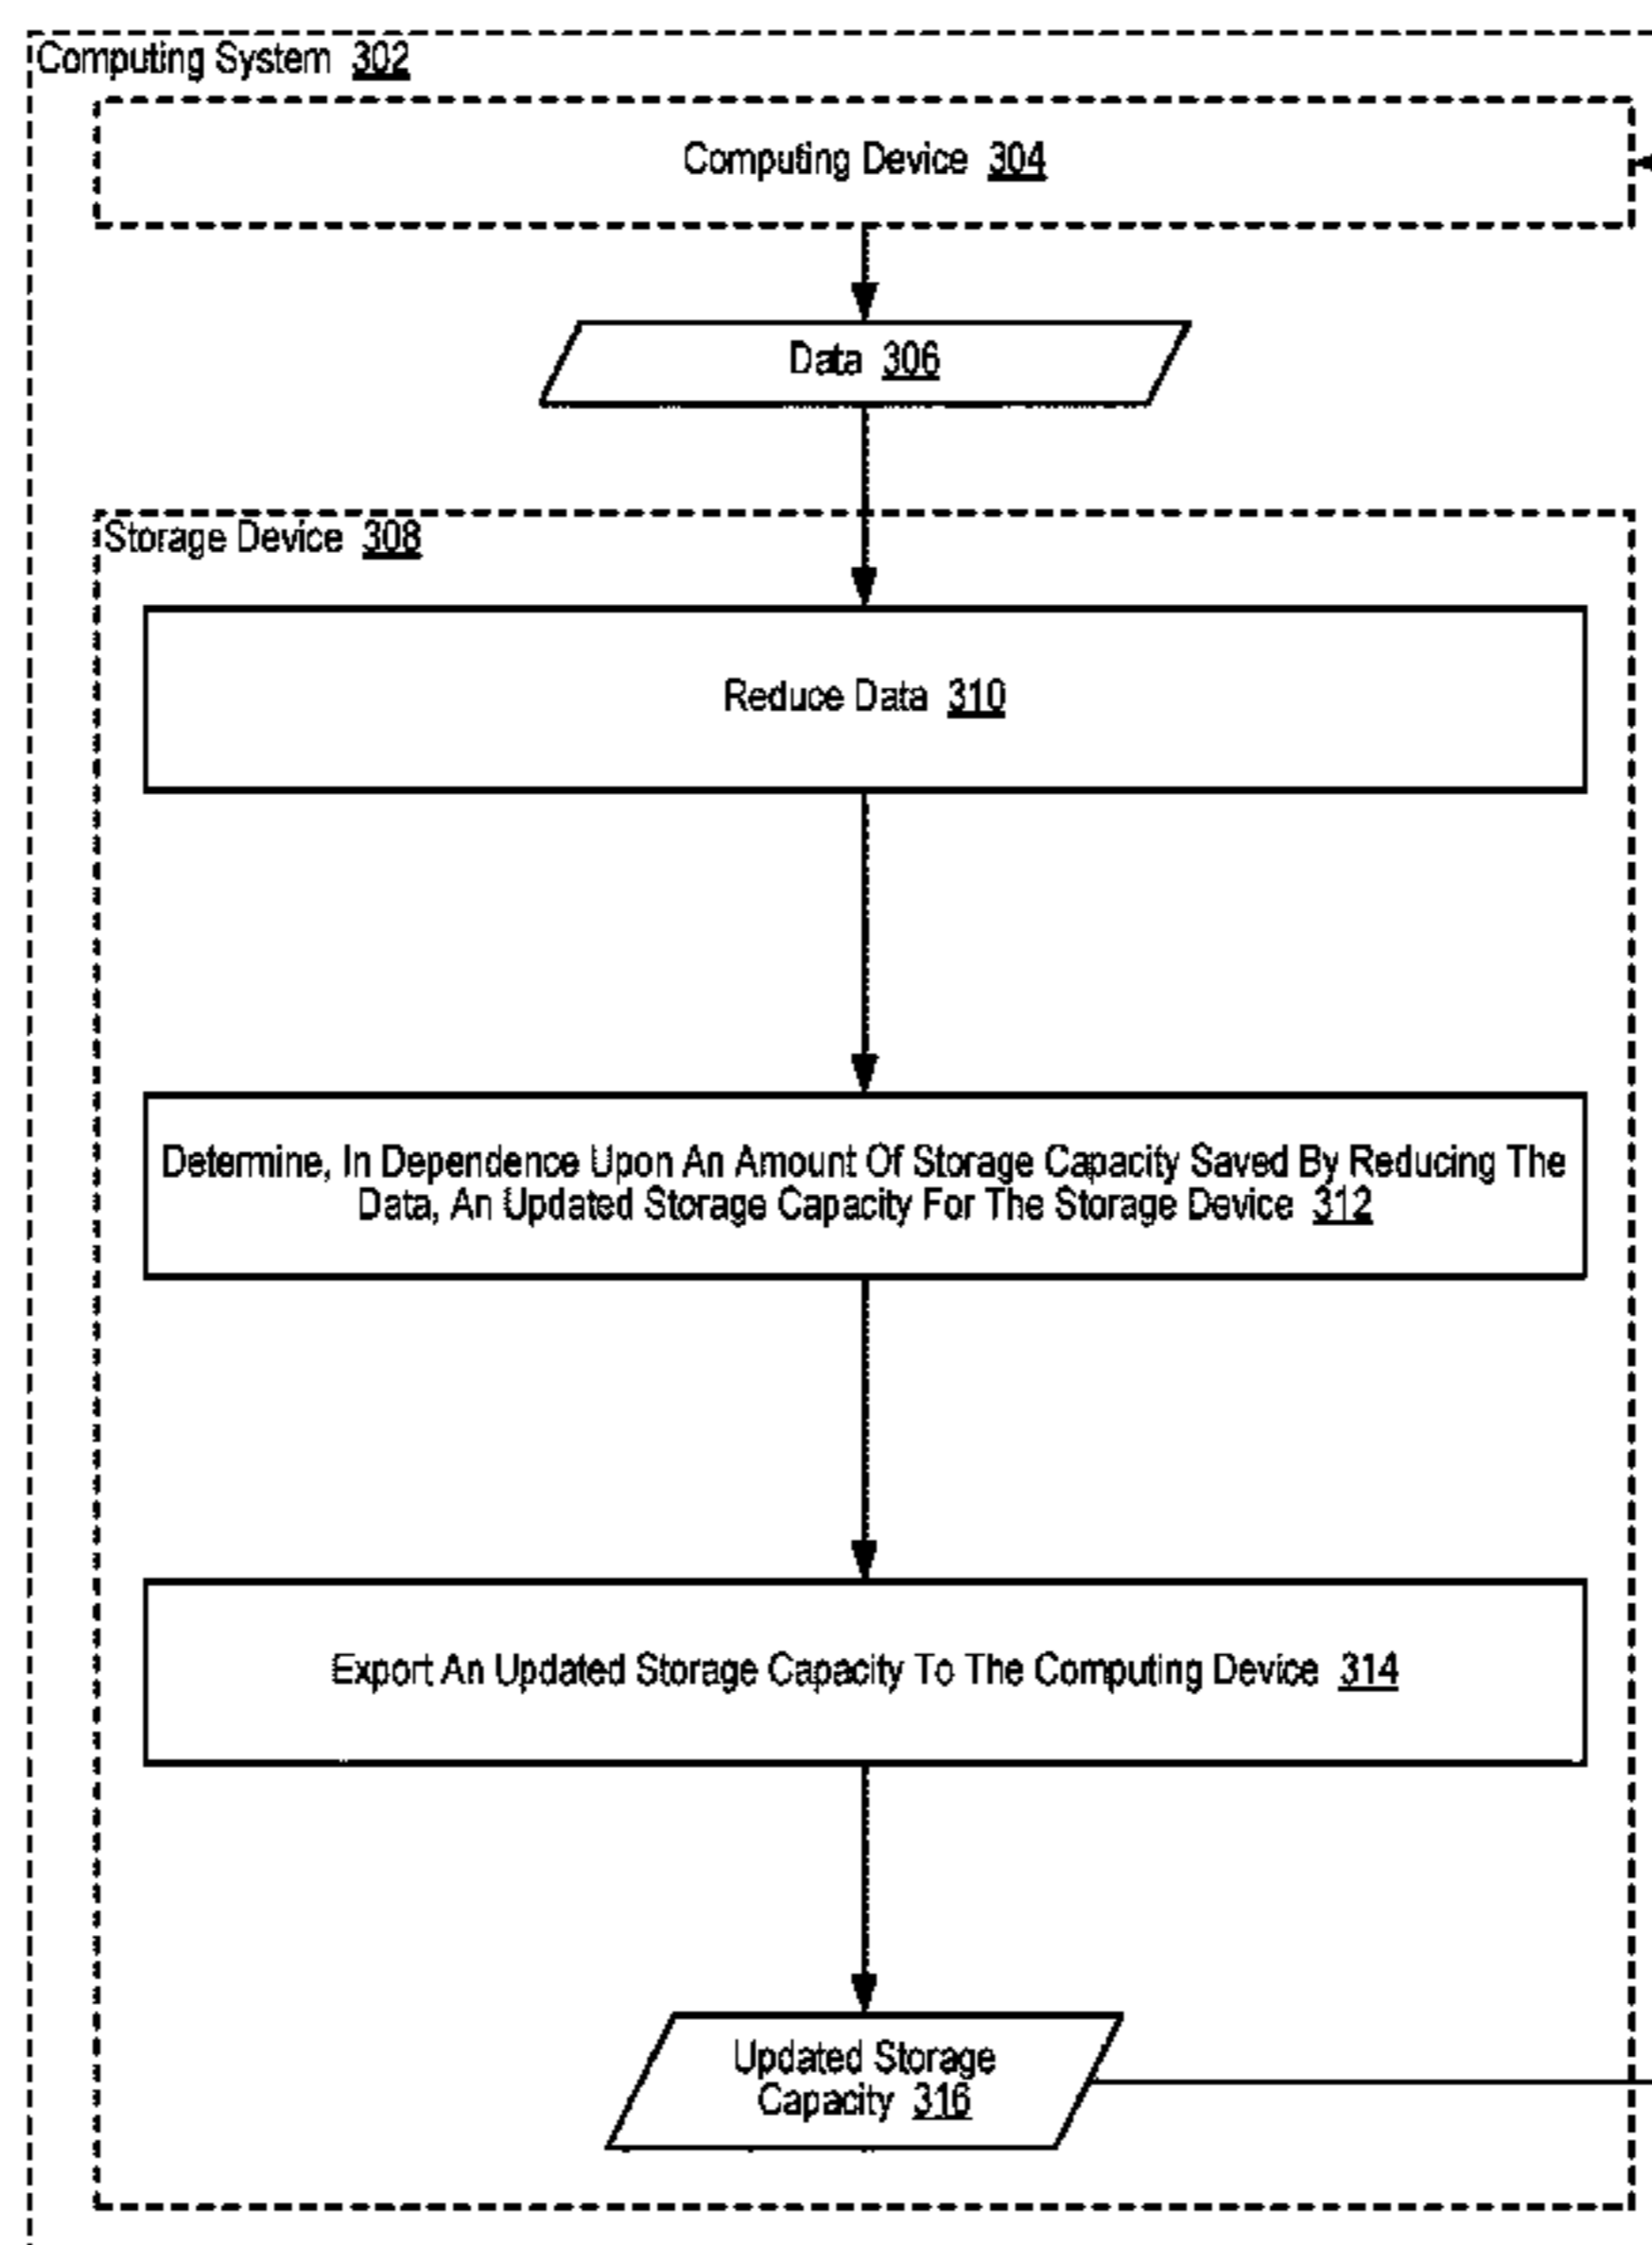 Computing System 302
Computing Device 304
Data 306
Storage Device 308
Reduce Data 310
Determine, In Dependence Upon An Amount Of Storage Capacity Saved By Reducing The
Data, An Updated Storage Capacity For The Storage Device 312
Export An Updated Storage Capacity To The Computing Device 314
Updated Storage
Capacity 316